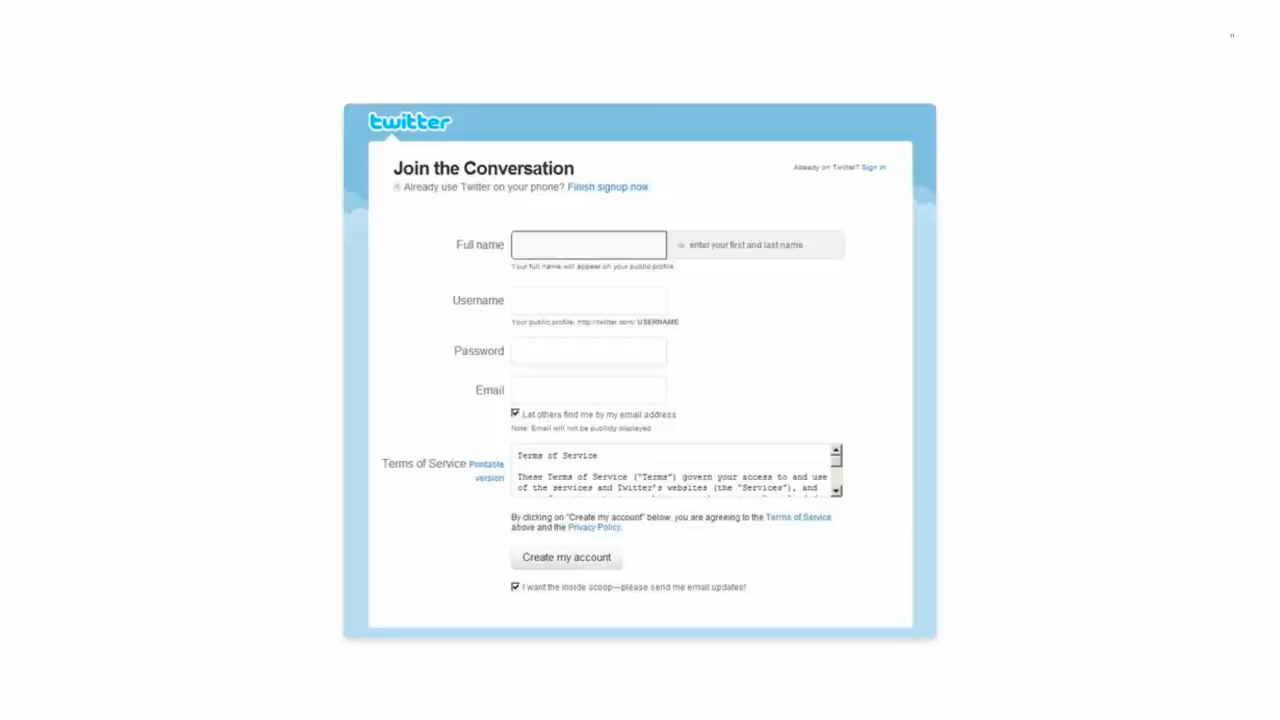 "
twitter
Join the Conversation
Already on Twitter? Sign in
Already use Twitter on your phone? Finish signup now
Full name
enter your first and last name
Your full name will appear on your public profile
Username
Your public profile: http://twitter.com/ USERNAME
Password
Email
Let others find me by my email address
Note: Email will not be publicly displayed
Terms of Service Printable
version
Terms of Service
These Terms of Service ("Terms") govern your access to and use
of the services and Twitter's websites (the "Services"), and
By clicking on "Create my account" below, you are agreeing to the Terms of Service
above and the Privacy Policy.
Create my account
I want the inside scoop—please send me email updates!